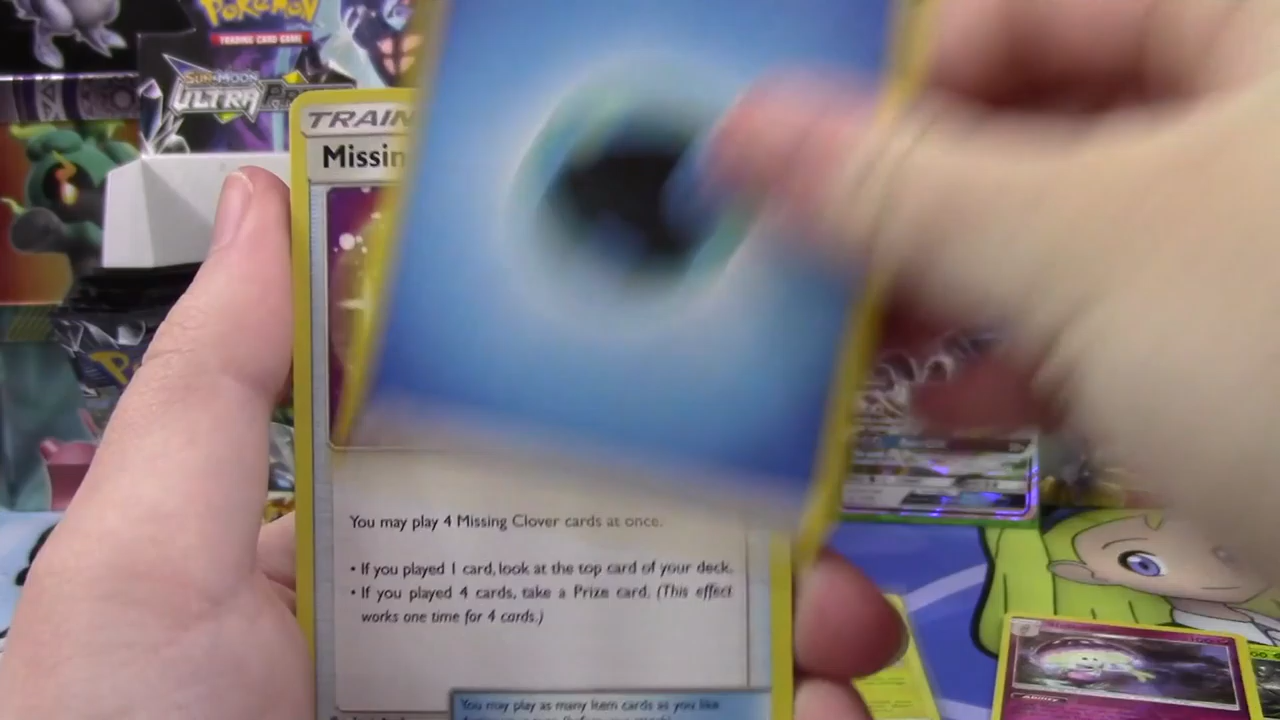 POKéMON
TRADING CARD GAME
SUN & MOON
ULTRA PR
TRAIN
Missin
You may play 4 Missing Clover cards at once.
• If you played 1 card, look at the top card of your deck.
• If you played 4 cards, take a Prize card. (This effect
works one time for 4 cards.)
You may play as many Item cards as you like
Ability